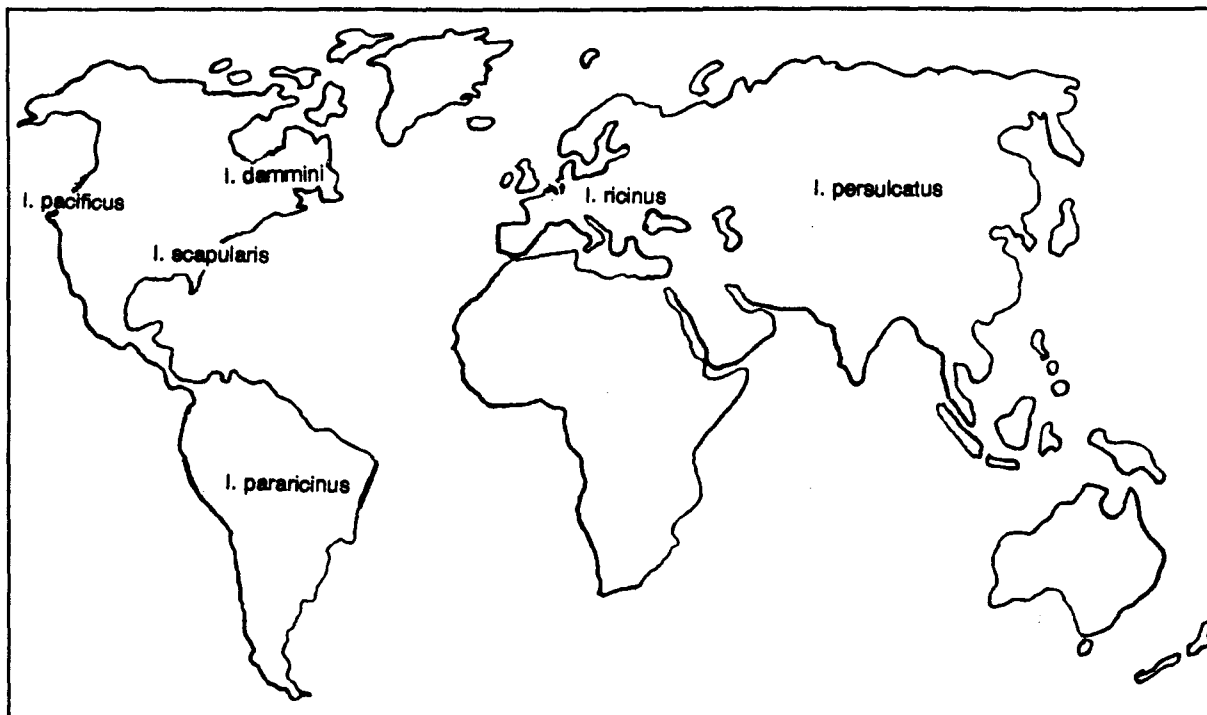 I. dammini
I. pacificus
I. ricinus
I. persulcatus
I. scapularis
I. pararicinus